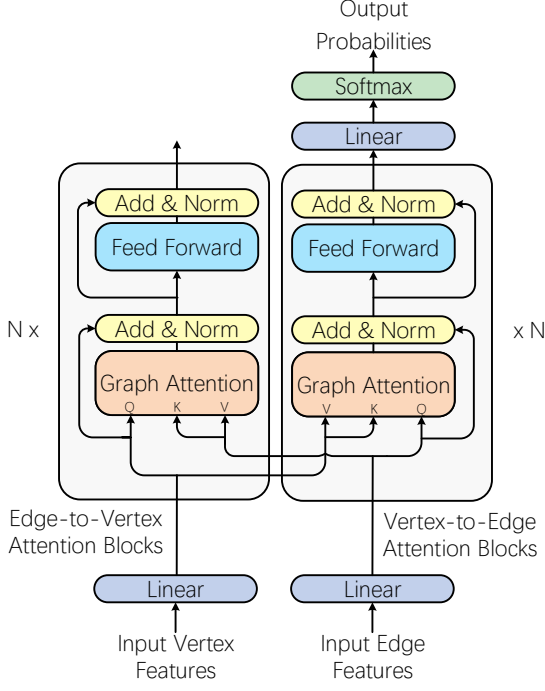 Output
Probabilities
Softmax
Linear
Add & Norm
Feed Forward
Add & Norm
Graph Attention
Q K V
N x
Add & Norm
Feed Forward
Add & Norm
Graph Attention
V K Q
x N
Edge-to-Vertex
Attention Blocks
Vertex-to-Edge
Attention Blocks
Linear
Linear
Input Vertex
Features
Input Edge
Features